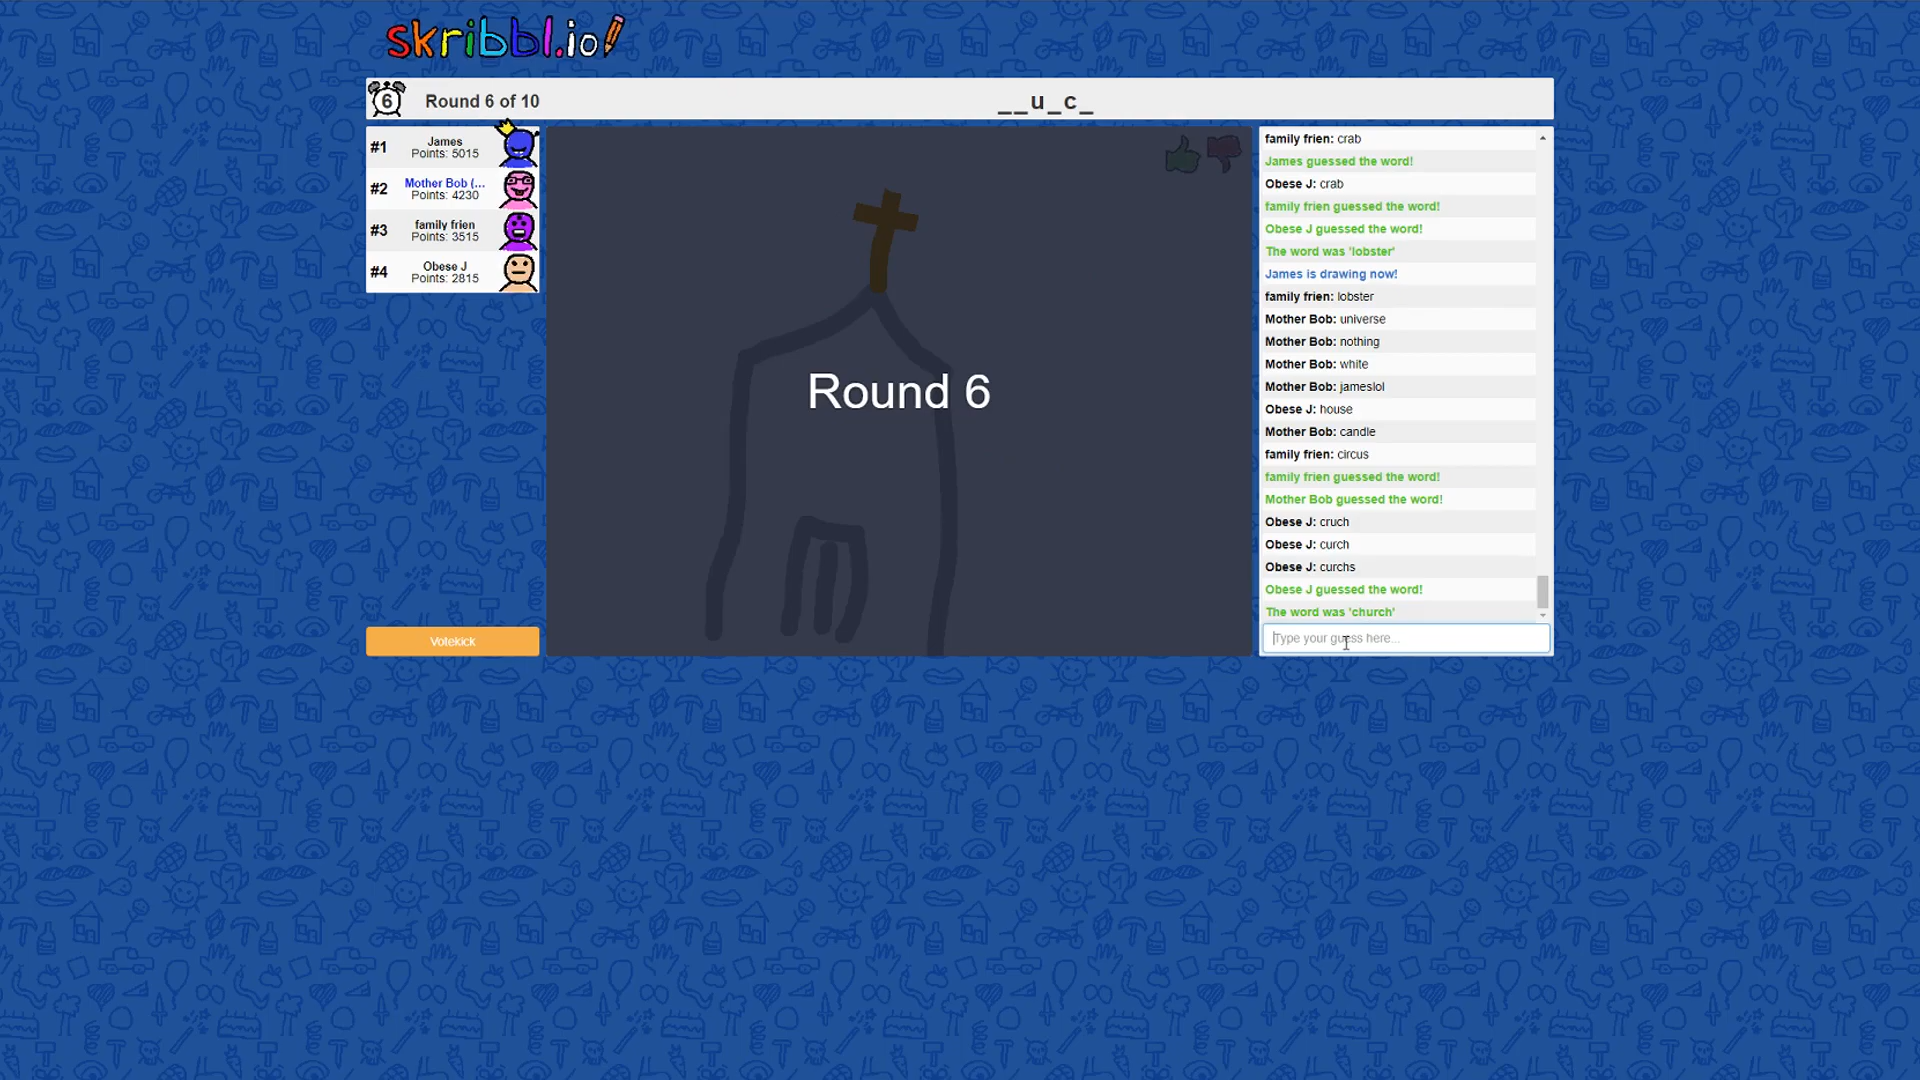 skribbl.io
6
Round 6 of 10
__u_c_
#1
James
Points: 5015
#2
Mother Bob (...
Points: 4230
#3
family frien
Points: 3515
#4
Obese J
Points: 2815
Votekick
Round 6
family frien: crab
James guessed the word!
Obese J: crab
family frien guessed the word!
Obese J guessed the word!
The word was 'lobster'
James is drawing now!
family frien: lobster
Mother Bob: universe
Mother Bob: nothing
Mother Bob: white
Mother Bob: jameslol
Obese J: house
Mother Bob: candle
family frien: circus
family frien guessed the word!
Mother Bob guessed the word!
Obese J: cruch
Obese J: curch
Obese J: curchs
Obese J guessed the word!
The word was 'church'
Type your guess here...